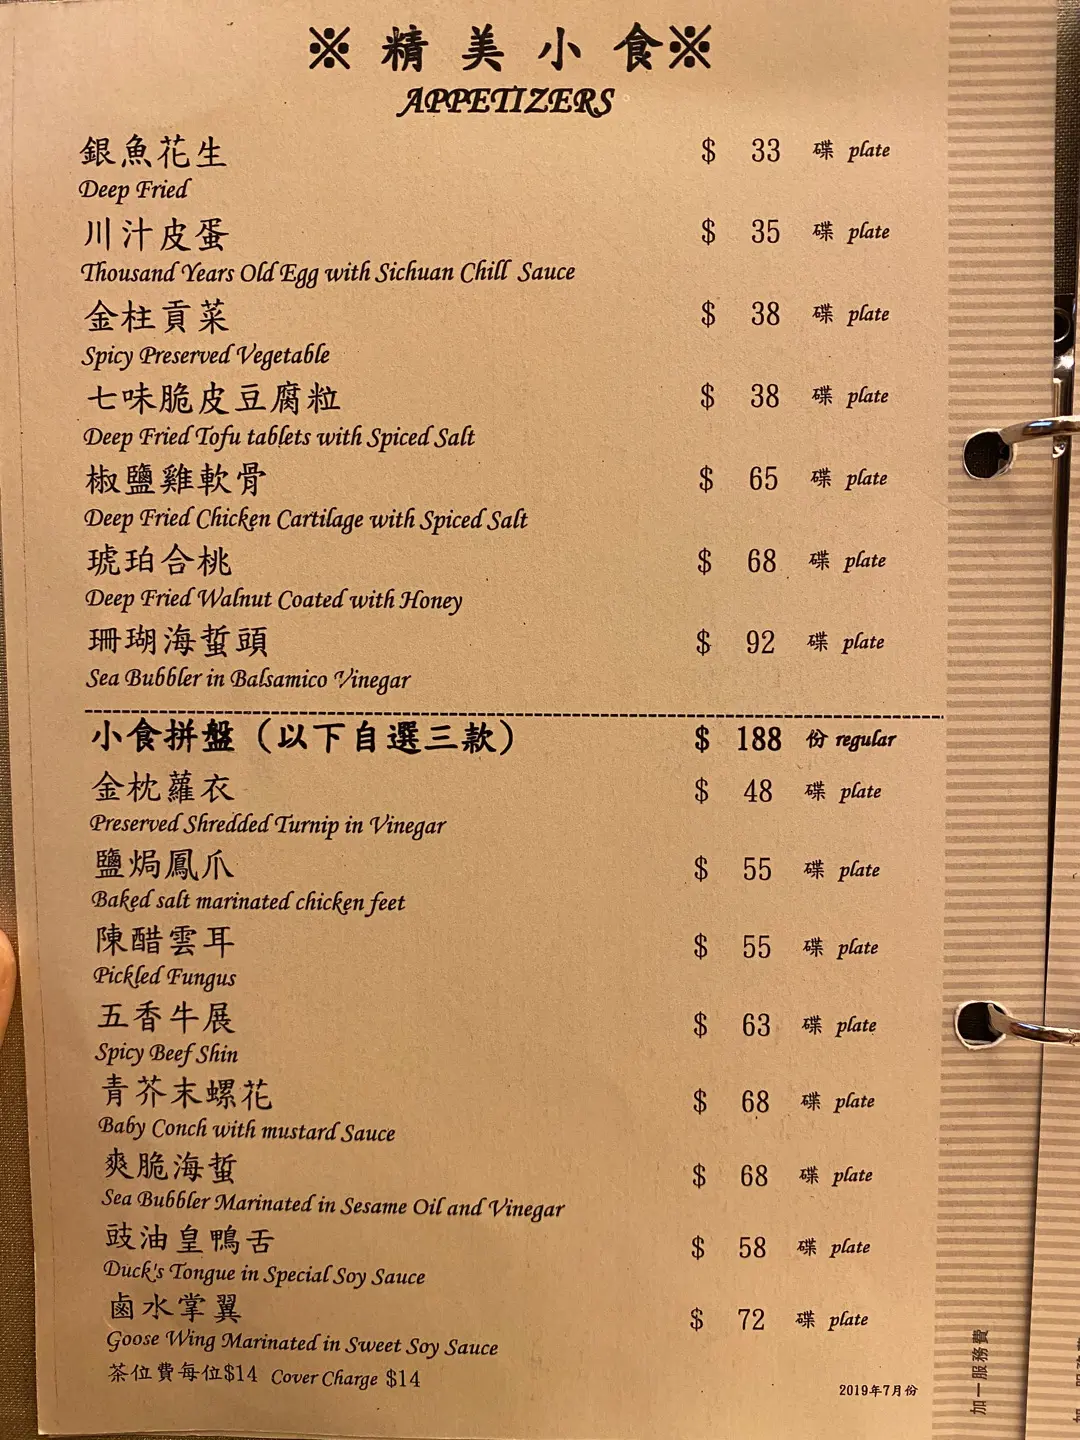 ※ 精 美 小 食※
APPETIZERS
銀魚花生 $ 33 碟 plate
Deep Fried
川汁皮蛋 $ 35 碟 plate
Thousand Years Old Egg with Sichuan Chill Sauce
金柱貢菜 $ 38 碟 plate
Spicy Preserved Vegetable
七味脆皮豆腐粒 $ 38 碟 plate
Deep Fried Tofu tablets with Spiced Salt
椒鹽雞軟骨 $ 65 碟 plate
Deep Fried Chicken Cartilage with Spiced Salt
琥珀合桃 $ 68 碟 plate
Deep Fried Walnut Coated with Honey
珊瑚海蜇頭 $ 92 碟 plate
Sea Bubbler in Balsamico Vinegar
小食拼盤（以下自選三款） $ 188 份 regular
金枕蘿衣 $ 48 碟 plate
Preserved Shredded Turnip in Vinegar
鹽焗鳳爪 $ 55 碟 plate
Baked salt marinated chicken feet
陳醋雲耳 $ 55 碟 plate
Pickled Fungus
五香牛展 $ 63 碟 plate
Spicy Beef Shin
青芥末螺花 $ 68 碟 plate
Baby Conch with mustard Sauce
爽脆海蜇 $ 68 碟 plate
Sea Bubbler Marinated in Sesame Oil and Vinegar
豉油皇鴨舌 $ 58 碟 plate
Duck's Tongue in Special Soy Sauce
鹵水掌翼 $ 72 碟 plate
Goose Wing Marinated in Sweet Soy Sauce
茶位費每位$14 Cover Charge $14
2019年7月份
加一服務費